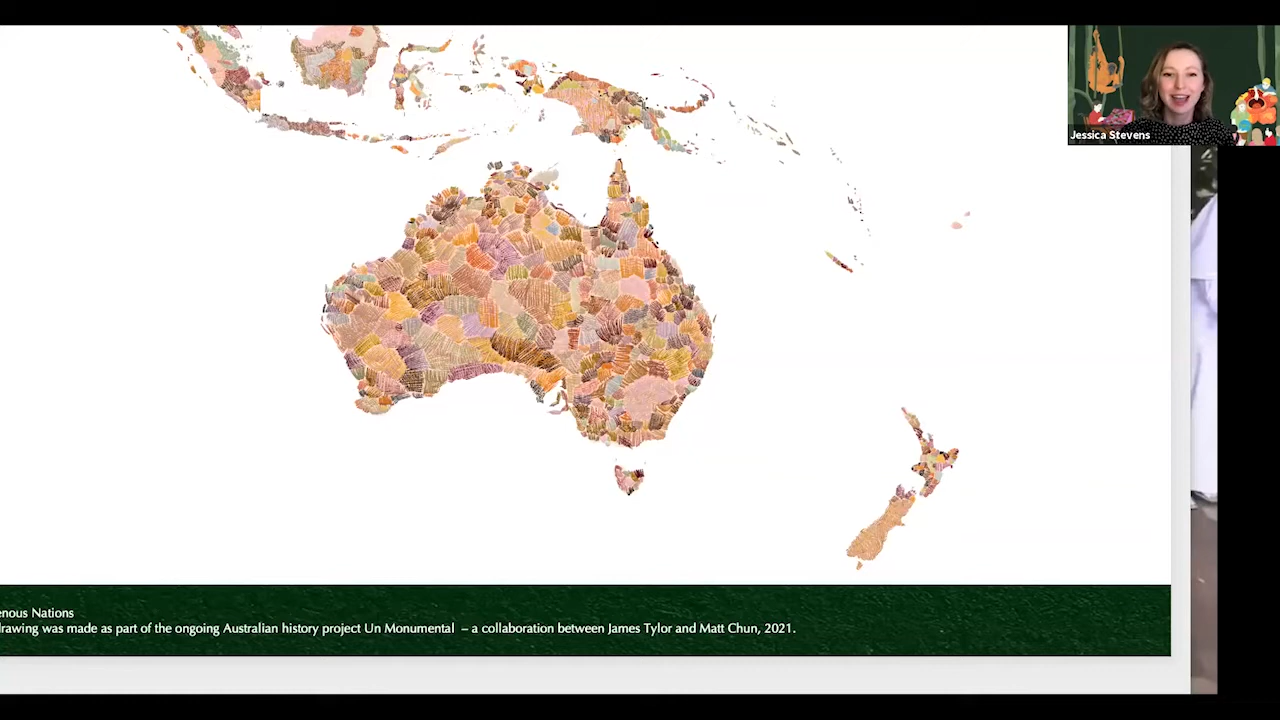 Jessica Stevens
enous Nations
drawing was made as part of the ongoing Australian history project Un Monumental – a collaboration between James Tylor and Matt Chun, 2021.